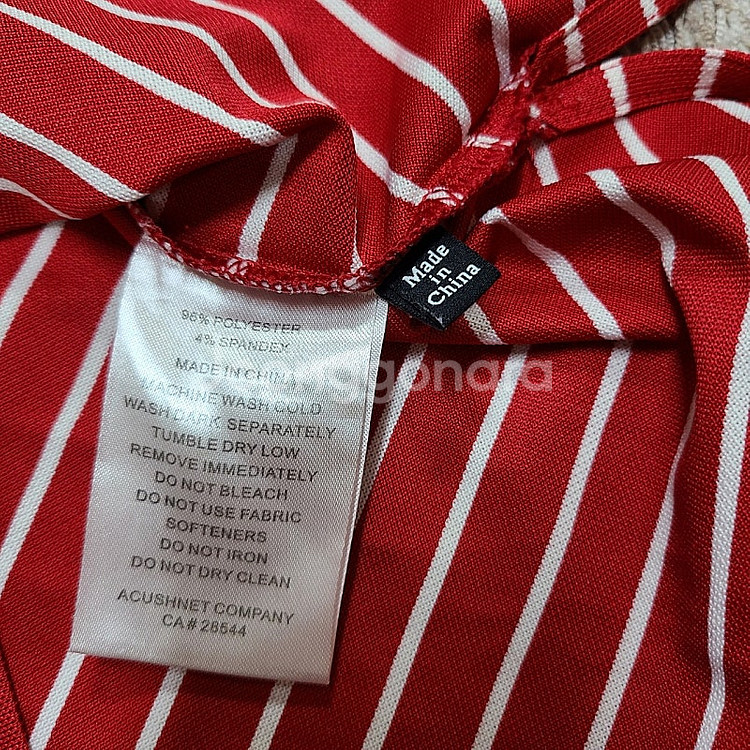 Made
in
China
96% POLYESTER
4% SPANDEX
MADE IN CHINA
MACHINE WASH COLD
WASH DARK SEPARATELY
TUMBLE DRY LOW
REMOVE IMMEDIATELY
DO NOT BLEACH
DO NOT USE FABRIC
SOFTENERS
DO NOT IRON
DO NOT DRY CLEAN
ACUSHNET COMPANY
CA# 28544